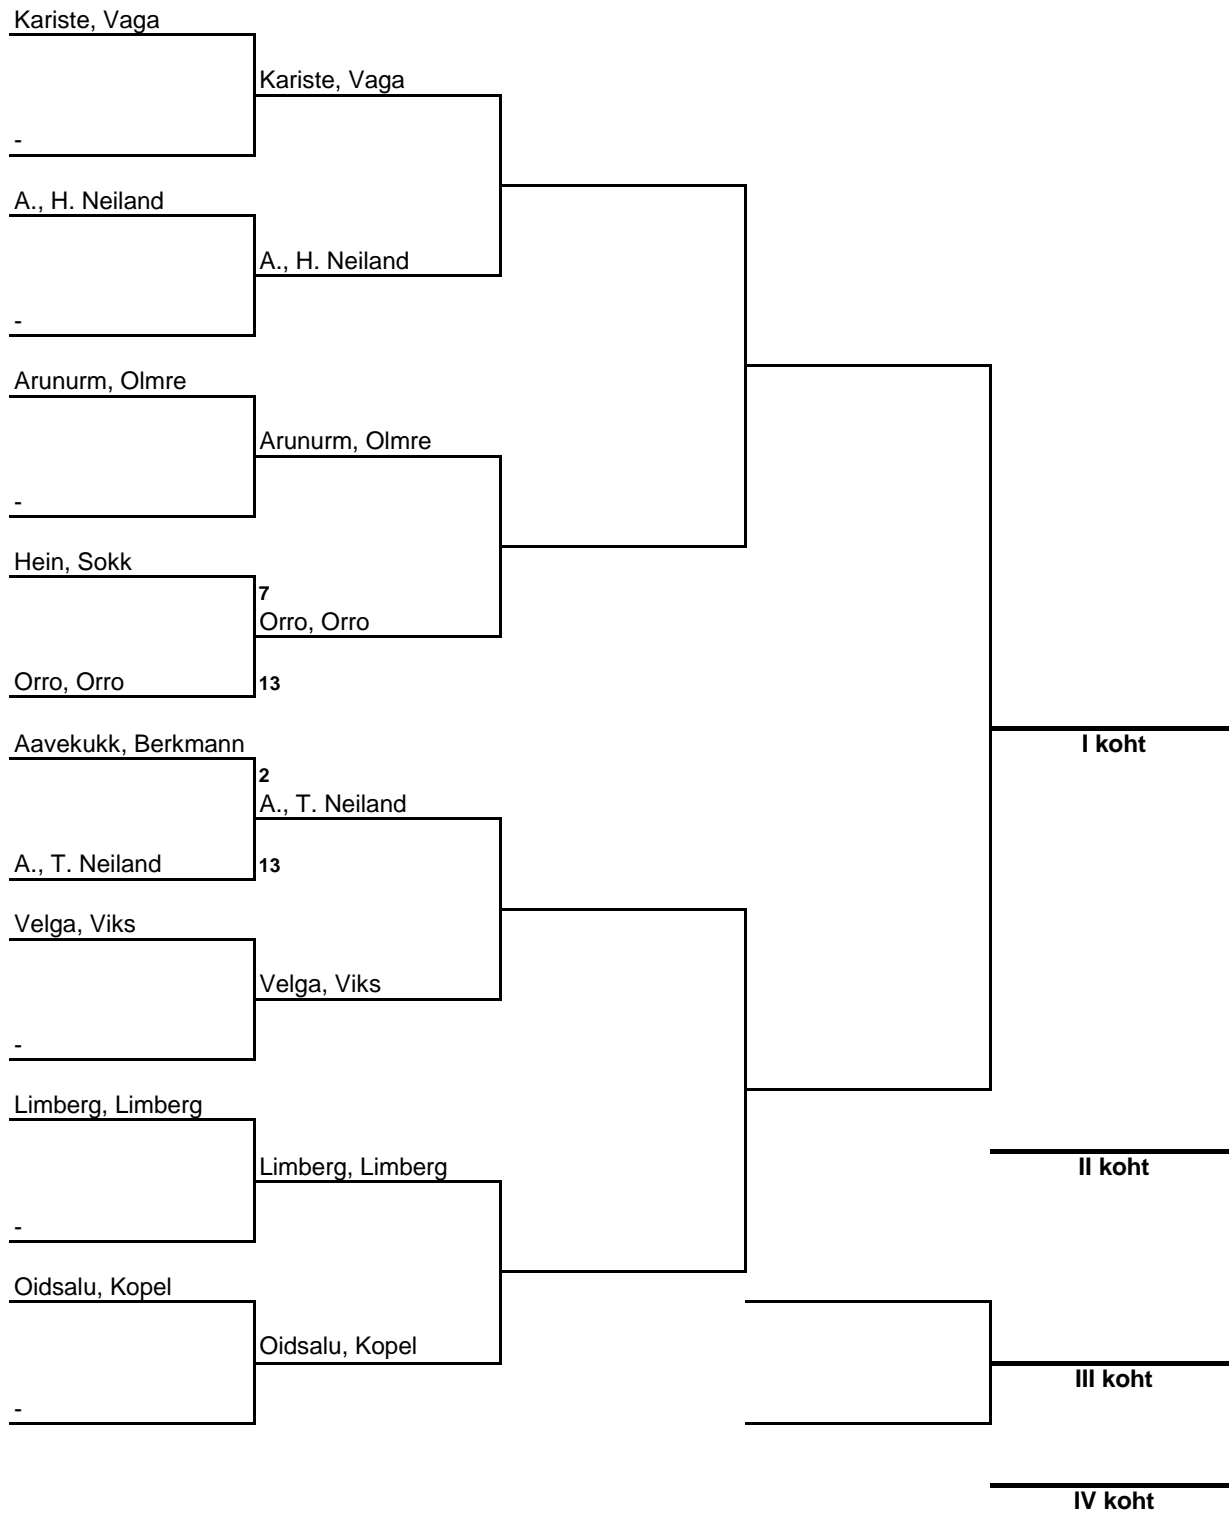 Kariste, Vaga
Kariste, Vaga
-
A., H. Neiland
A., H. Neiland
-
Arunurm, Olmre
Arunurm, Olmre
-
Hein, Sokk
7
Orro, Orro
Orro, Orro
13
Aavekukk, Berkmann
I koht
2
A., T. Neiland
A., T. Neiland
13
Velga, Viks
Velga, Viks
-
Limberg, Limberg
Limberg, Limberg
II koht
-
Oidsalu, Kopel
Oidsalu, Kopel
III koht
-
IV koht